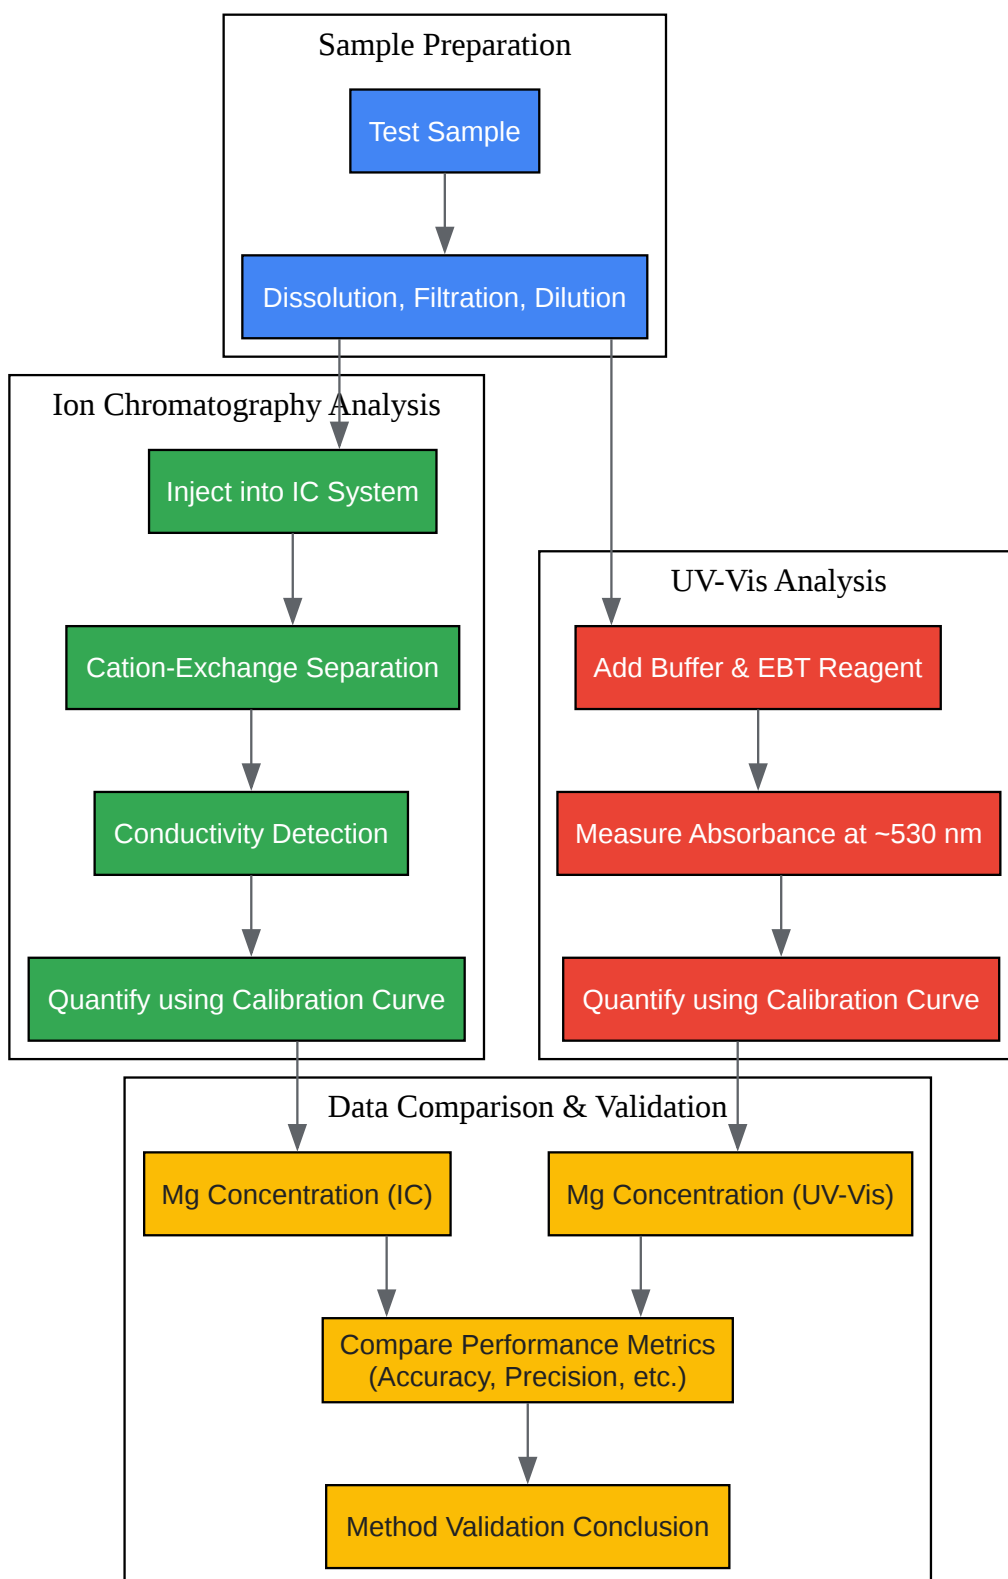 Sample Preparation
Test Sample
Dissolution, Filtration, Dilution
Ion Chromatography Analysis
Inject into IC System
Cation-Exchange Separation
Conductivity Detection
Quantify using Calibration Curve
UV-Vis Analysis
Add Buffer & EBT Reagent
Measure Absorbance at ~530 nm
Quantify using Calibration Curve
Data Comparison & Validation
Mg Concentration (IC)
Mg Concentration (UV-Vis)
Compare Performance Metrics
(Accuracy, Precision, etc.)
Method Validation Conclusion